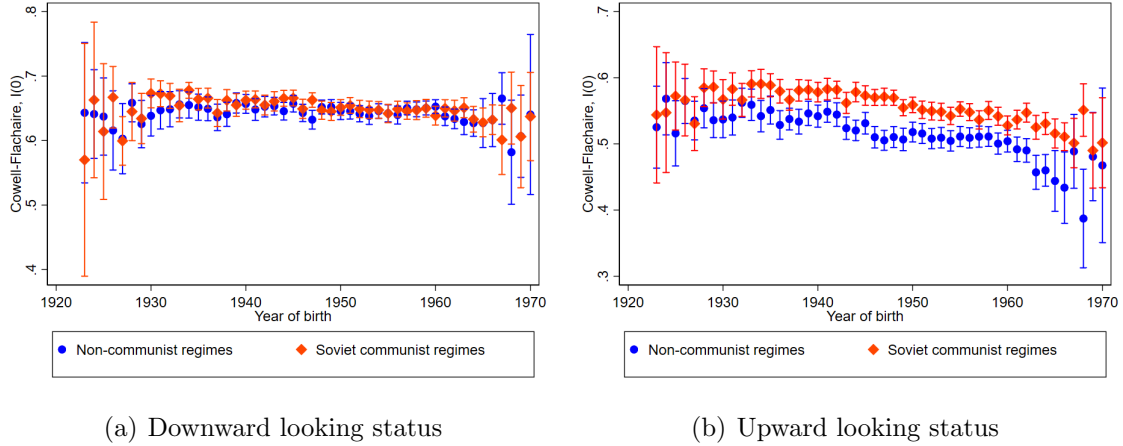 .8
.7
.6
.5
.4
Cowell-Flachaire, I(0)
1920 1930 1940 1950 1960 1970
Year of birth
Non-communist regimes Soviet communist regimes
(a) Downward looking status
.7
.6
.5
.4
.3
Cowell-Flachaire, I(0)
1920 1930 1940 1950 1960 1970
Year of birth
Non-communist regimes Soviet communist regimes
(b) Upward looking status